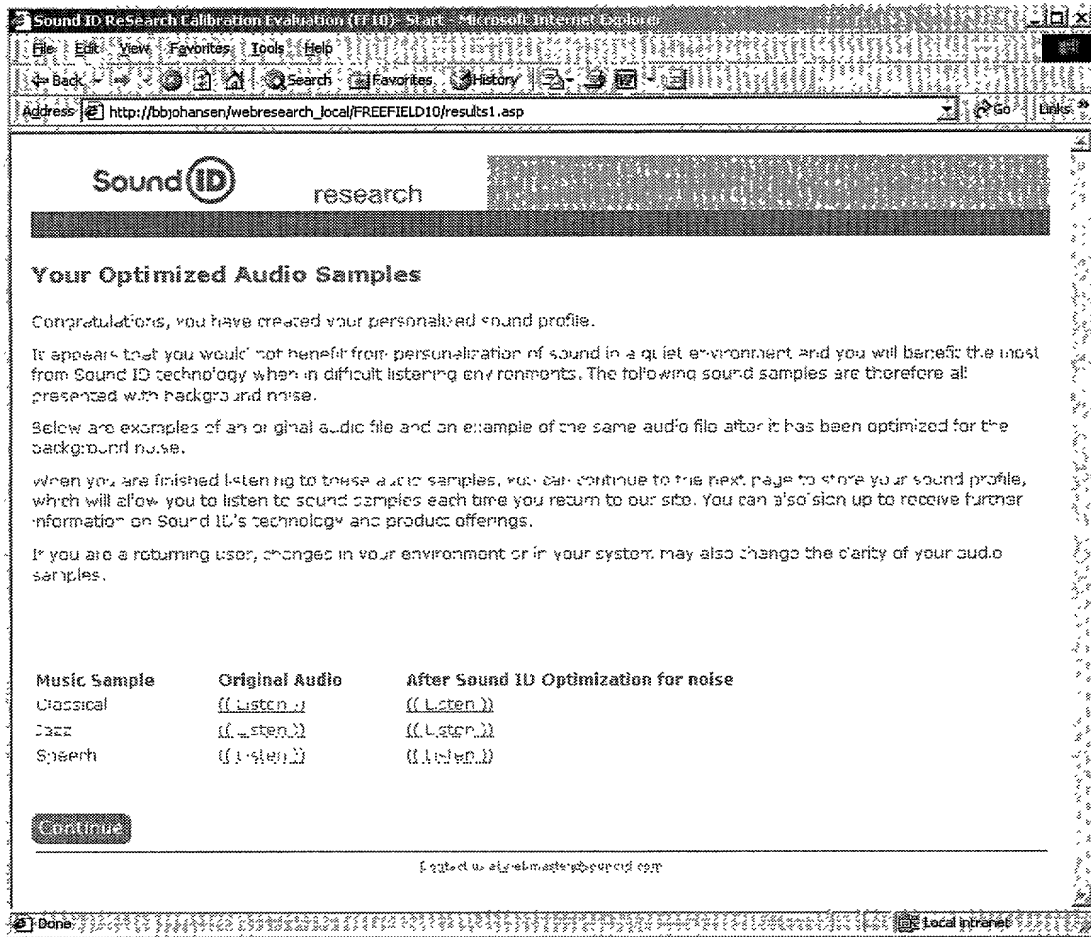 Sound ID ReSearch Calibration Evaluation (FF10)- Start - Microsoft Internet Explorer
File Edit View Favorites Tools Help
Back Search Favorites History
Address http://bbjohansen/webresearch_local/FREEFIELD10/results1.asp Go Links »
Sound ID research
Your Optimized Audio Samples
Congratulations, you have created your personalized sound profile.
It appears that you would not benefit from personalization of sound in a quiet environment and you will benefit the most
from Sound ID technology when in difficult listening environments. The following sound samples are therefore all
presented with background noise.
Below are examples of an original audio file and an example of the same audio file after it has been optimized for the
background noise.
When you are finished listening to these audio samples, you can continue to the next page to store your sound profile,
which will allow you to listen to sound samples each time you return to our site. You can also sign up to receive further
information on Sound ID's technology and product offerings.
If you are a returning user, changes in your environment or in your system may also change the clarity of your audio
samples.
Music Sample Original Audio After Sound ID Optimization for noise
Classical (( Listen )) (( Listen ))
Jazz (( Listen )) (( Listen ))
Speech (( Listen )) (( Listen ))
Continue
Done Local intranet